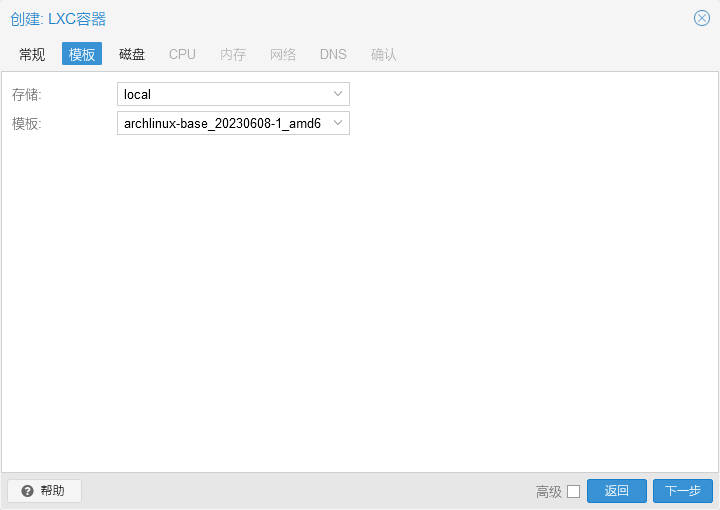 创建: LXC容器
常规 模板 磁盘 CPU 内存 网络 DNS 确认
存储: local
模板: archlinux-base_20230608-1_amd6
帮助 高级 返回 下一步